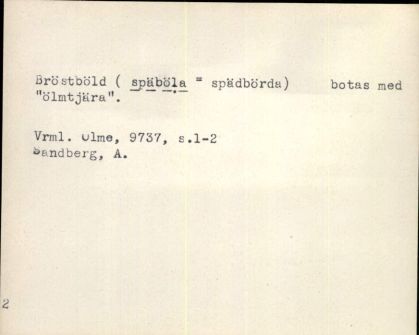 Bröstböld ( späböla = spädbörda) botas med
"ölmtjära".
Vrml. Ölme, 9737, s.1-2
Sandberg, A.
2